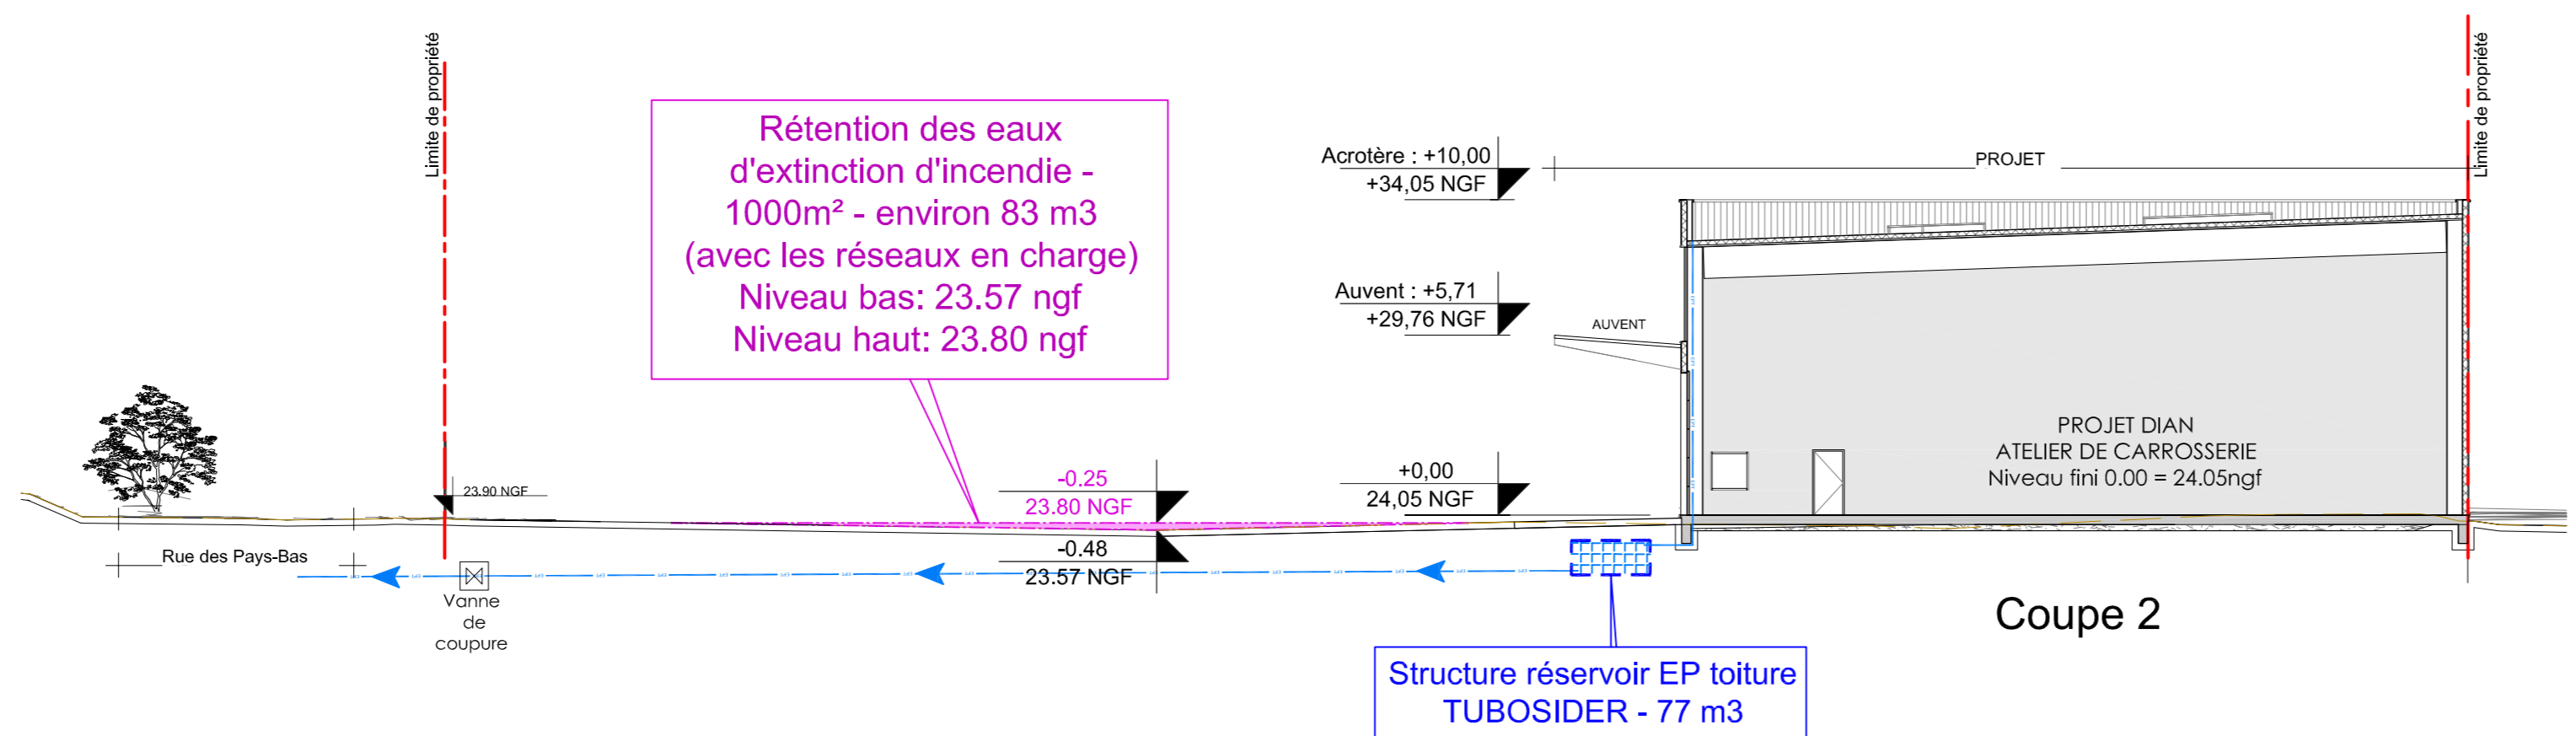 Limite de propriété
Limite de propriété
Rétention des eaux
d'extinction d'incendie -
1000m² - environ 83 m3
(avec les réseaux en charge)
Niveau bas: 23.57 ngf
Niveau haut: 23.80 ngf
Acrotère : +10,00
+34,05 NGF
PROJET
Auvent : +5,71
+29,76 NGF
AUVENT
PROJET DIAN
ATELIER DE CARROSSERIE
Niveau fini 0.00 = 24.05ngf
+0,00
24,05 NGF
-0.25
23.80 NGF
23.90 NGF
-0.48
23.57 NGF
Rue des Pays-Bas
Vanne
de
coupure
Coupe 2
Structure réservoir EP toiture
TUBOSIDER - 77 m3